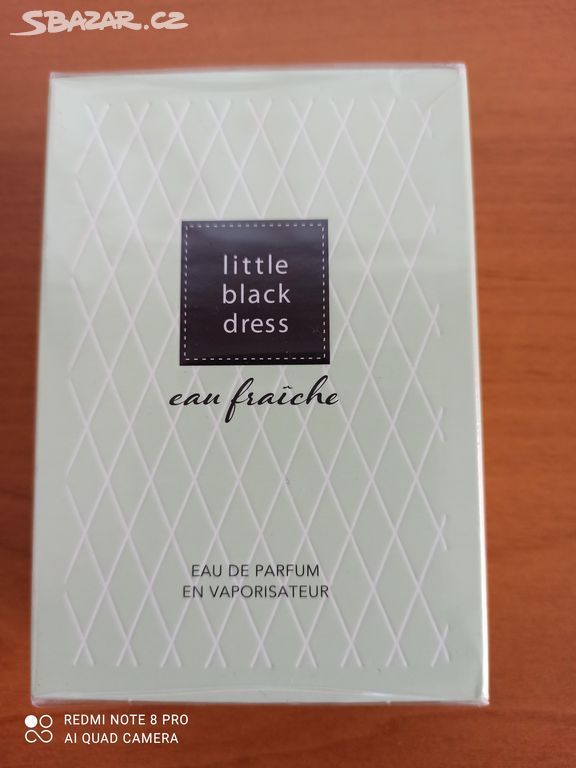 SBAZAR.CZ
little
black
dress
eau fraîche
EAU DE PARFUM
EN VAPORISATEUR
REDMI NOTE 8 PRO
AI QUAD CAMERA